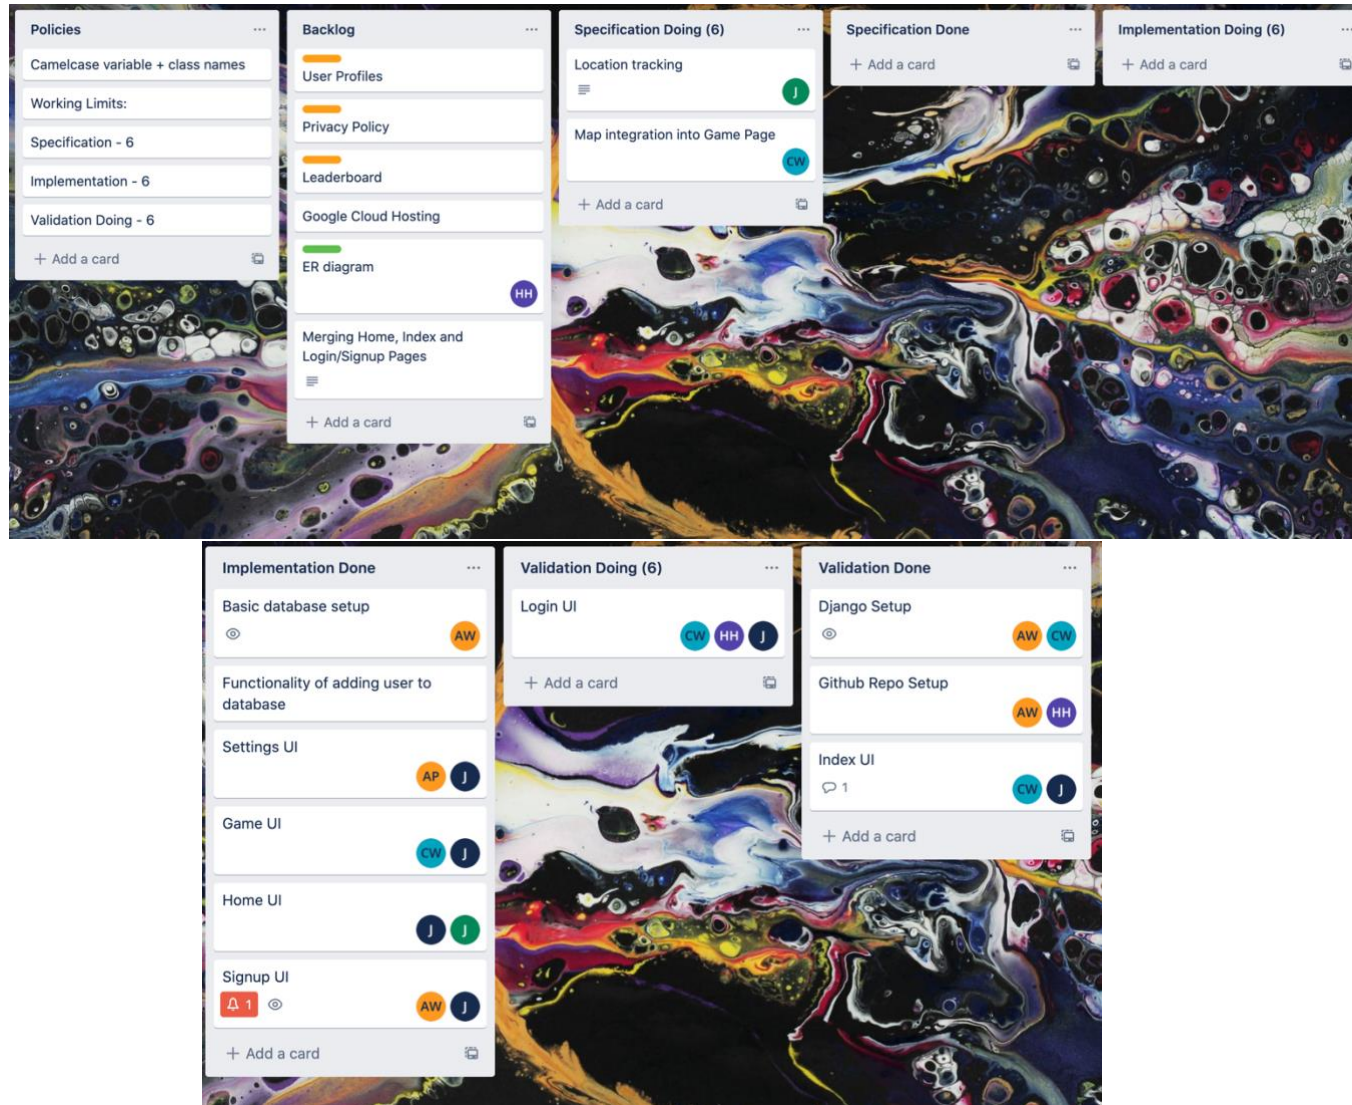 Policies
Camelcase variable + class names
Working Limits:
Specification - 6
Implementation - 6
Validation Doing - 6
+ Add a card
Backlog
User Profiles
Privacy Policy
Leaderboard
Google Cloud Hosting
ER diagram
HH
Merging Home, Index and
Login/Signup Pages
+ Add a card
Specification Doing (6)
Location tracking
J
Map integration into Game Page
CW
+ Add a card
Specification Done
+ Add a card
Implementation Doing (6)
+ Add a card
Implementation Done
Basic database setup
AW
Functionality of adding user to
database
Settings UI
AP J
Game UI
CW J
Home UI
J J
Signup UI
1 AW J
+ Add a card
Validation Doing (6)
Login UI
CW HH J
+ Add a card
Validation Done
Django Setup
AW CW
Github Repo Setup
AW HH
Index UI
1 CW J
+ Add a card